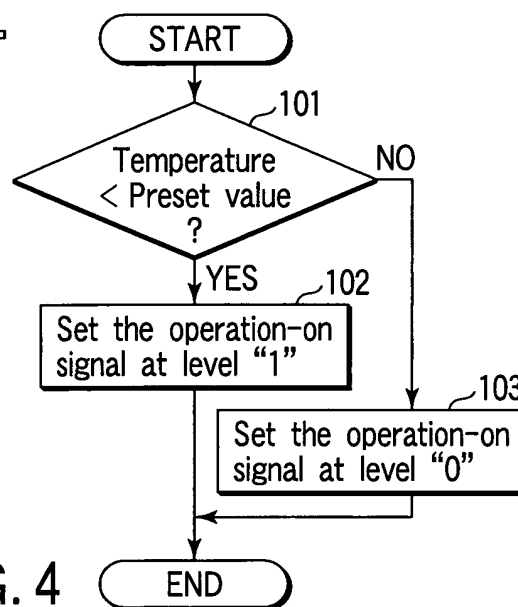 START
101
Temperature
< Preset value
?
NO
YES
102
Set the operation-on
signal at level “1”
103
Set the operation-on
signal at level “0”
END
. 4